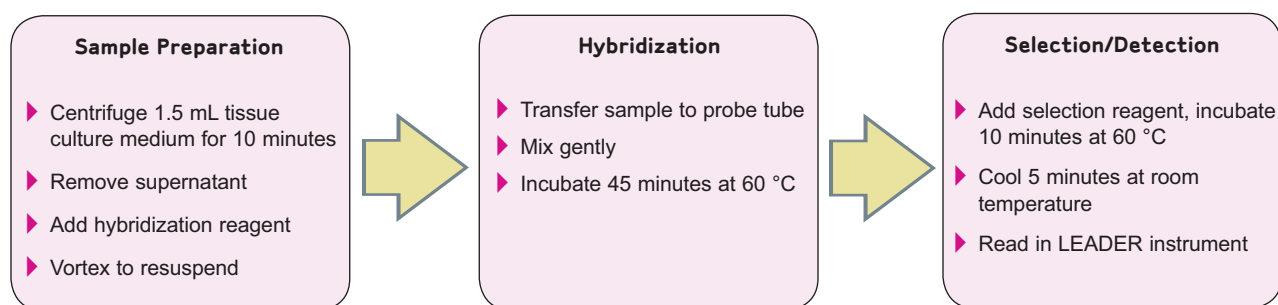 Sample Preparation
Centrifuge 1.5 mL tissue
culture medium for 10 minutes
Remove supernatant
Add hybridization reagent
Vortex to resuspend
Hybridization
Transfer sample to probe tube
Mix gently
Incubate 45 minutes at 60 °C
Selection/Detection
Add selection reagent, incubate
10 minutes at 60 °C
Cool 5 minutes at room
temperature
Read in LEADER instrument